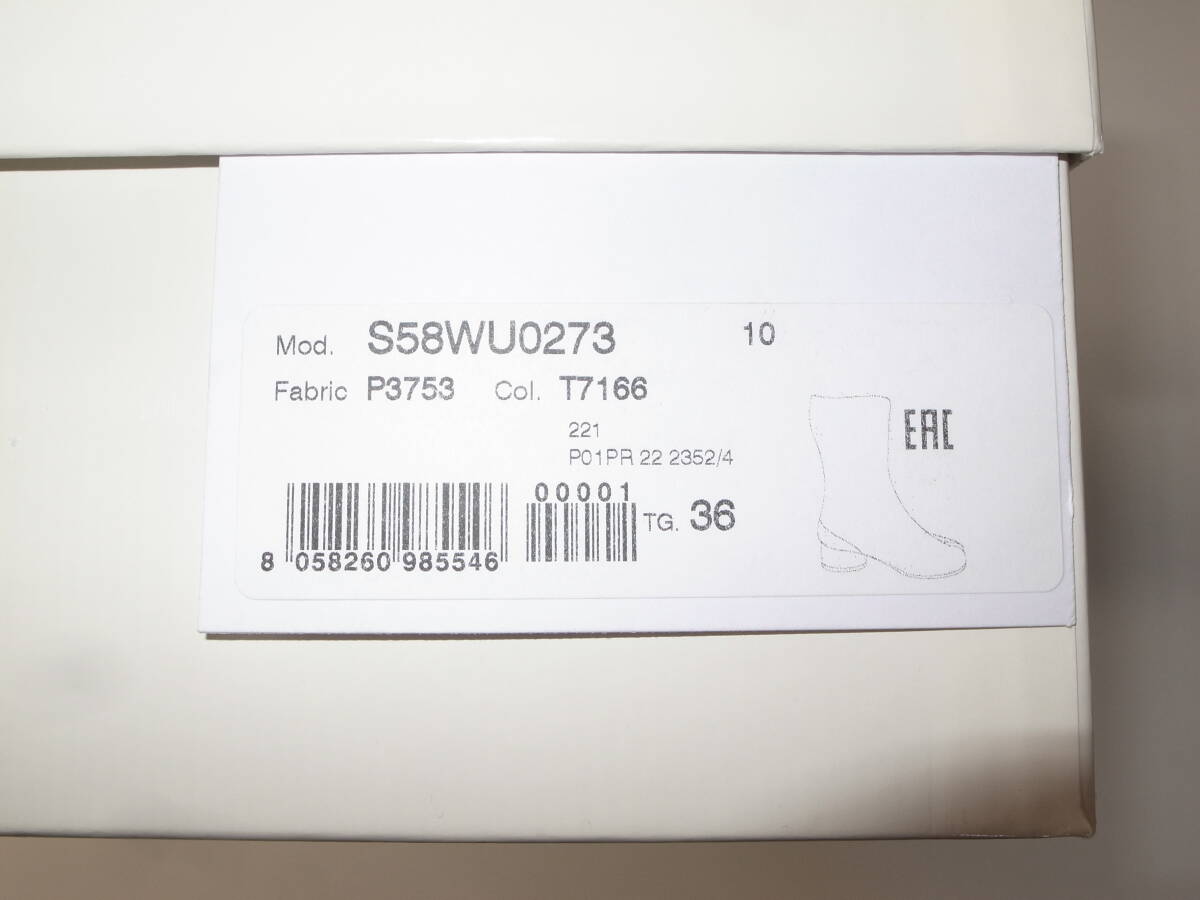 Mod. S58WU0273 10
Fabric P3753 Col. T7166
EAC
221
P01PR 22 2352/4
00001
TG. 36
8 058260 985546